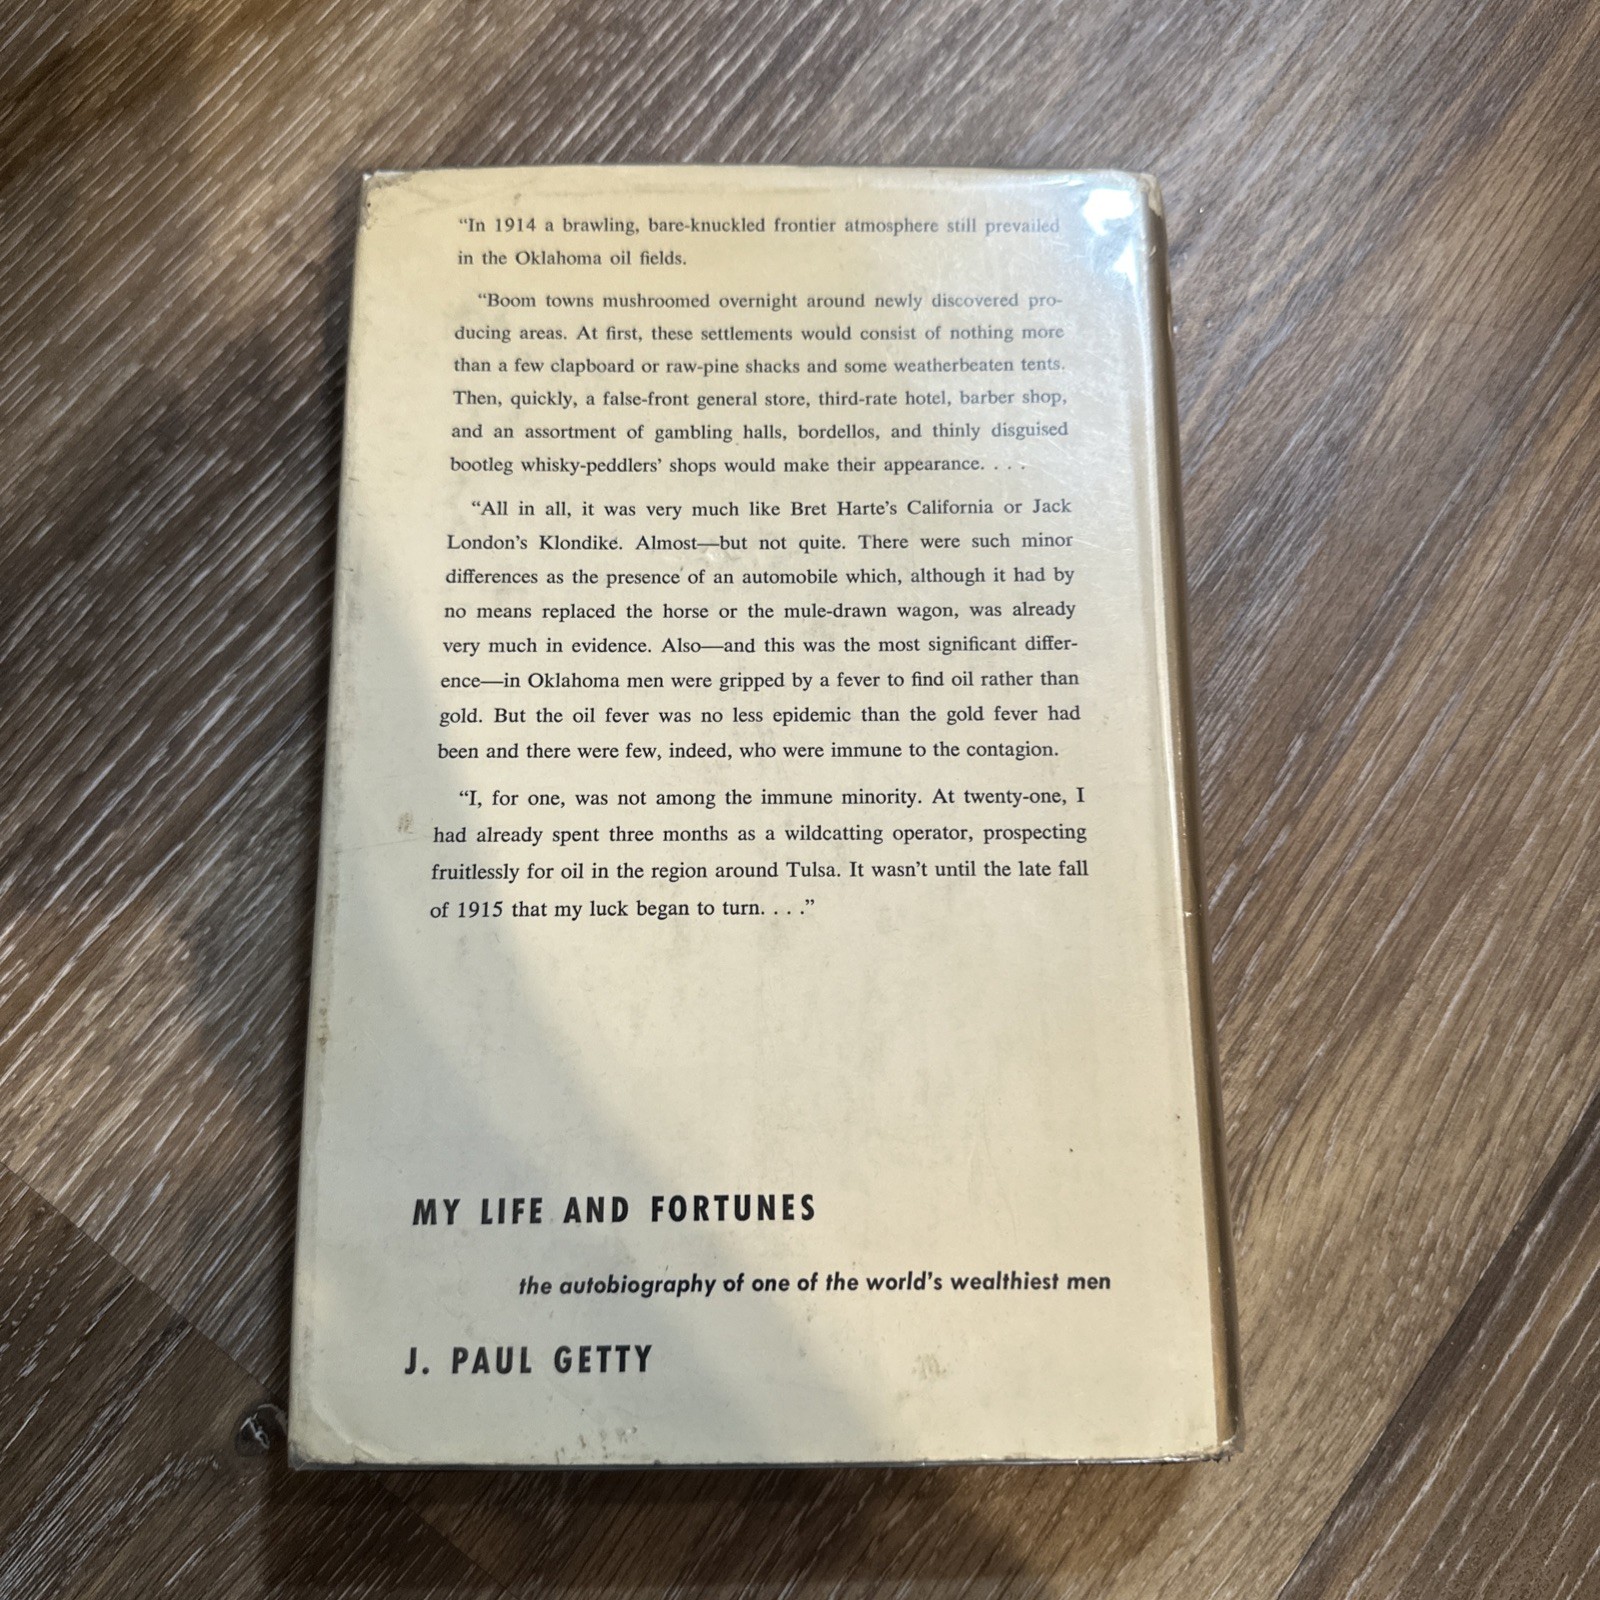 “In 1914 a brawling, bare-knuckled frontier atmosphere still prevailed
in the Oklahoma oil fields.
“Boom towns mushroomed overnight around newly discovered pro-
ducing areas. At first, these settlements would consist of nothing more
than a few clapboard or raw-pine shacks and some weatherbeaten tents.
Then, quickly, a false-front general store, third-rate hotel, barber shop,
and an assortment of gambling halls, bordellos, and thinly disguised
bootleg whisky-peddlers’ shops would make their appearance. . . .
“All in all, it was very much like Bret Harte’s California or Jack
London’s Klondike. Almost—but not quite. There were such minor
differences as the presence of an automobile which, although it had by
no means replaced the horse or the mule-drawn wagon, was already
very much in evidence. Also—and this was the most significant differ-
ence—in Oklahoma men were gripped by a fever to find oil rather than
gold. But the oil fever was no less epidemic than the gold fever had
been and there were few, indeed, who were immune to the contagion.
“I, for one, was not among the immune minority. At twenty-one, I
had already spent three months as a wildcatting operator, prospecting
fruitlessly for oil in the region around Tulsa. It wasn’t until the late fall
of 1915 that my luck began to turn. . . .”
MY LIFE AND FORTUNES
the autobiography of one of the world’s wealthiest men
J. PAUL GETTY